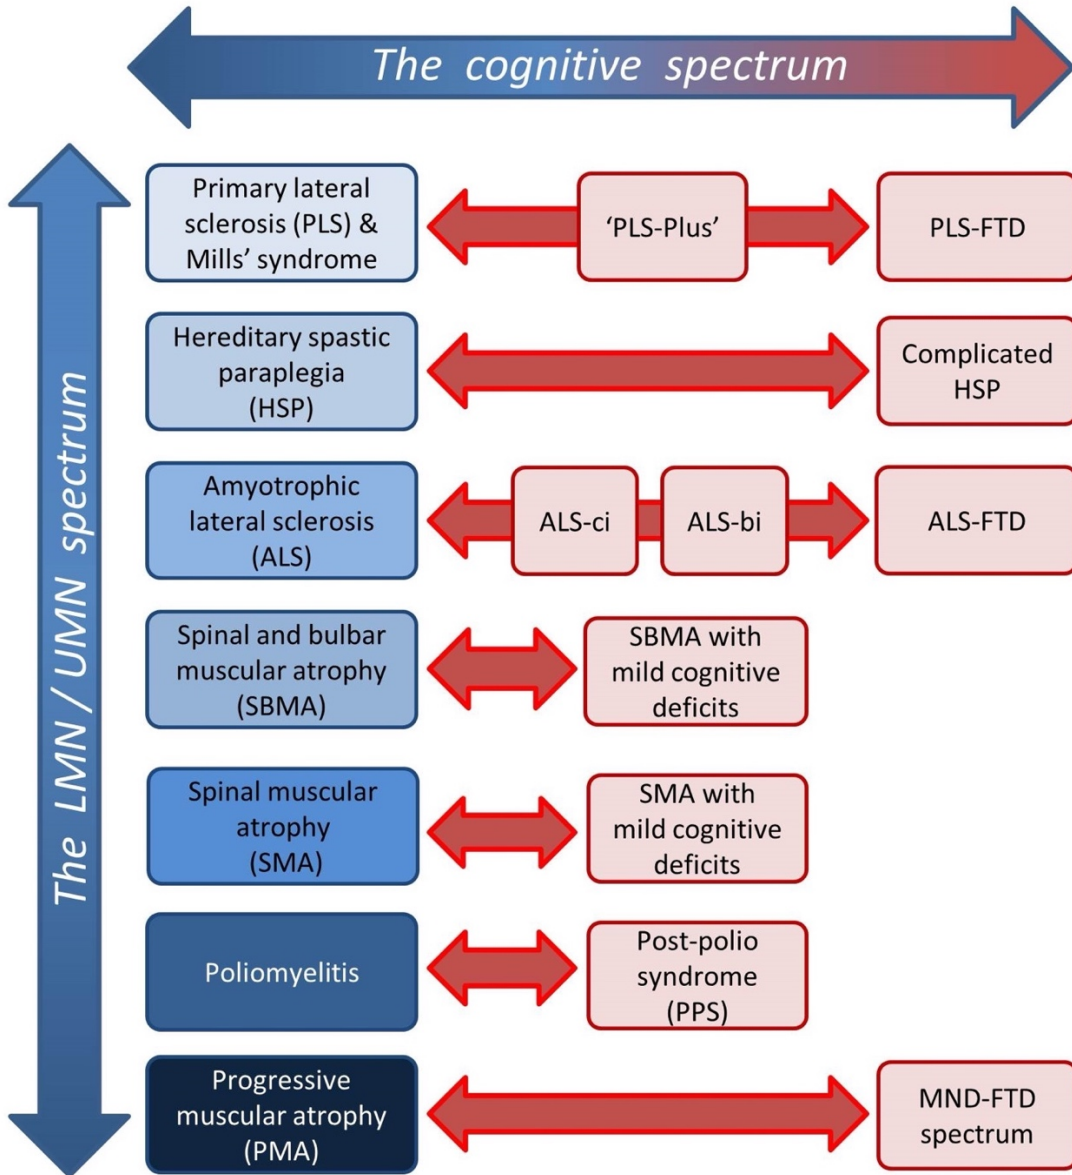 The cognitive spectrum
The LMN / UMN spectrum
Primary lateral
sclerosis (PLS) &
Mills’ syndrome
‘PLS-Plus’
PLS-FTD
Hereditary spastic
paraplegia
(HSP)
Complicated
HSP
Amyotrophic
lateral sclerosis
(ALS)
ALS-ci
ALS-bi
ALS-FTD
Spinal and bulbar
muscular atrophy
(SBMA)
SBMA with
mild cognitive
deficits
Spinal muscular
atrophy
(SMA)
SMA with
mild cognitive
deficits
Poliomyelitis
Post-polio
syndrome
(PPS)
Progressive
muscular atrophy
(PMA)
MND-FTD
spectrum